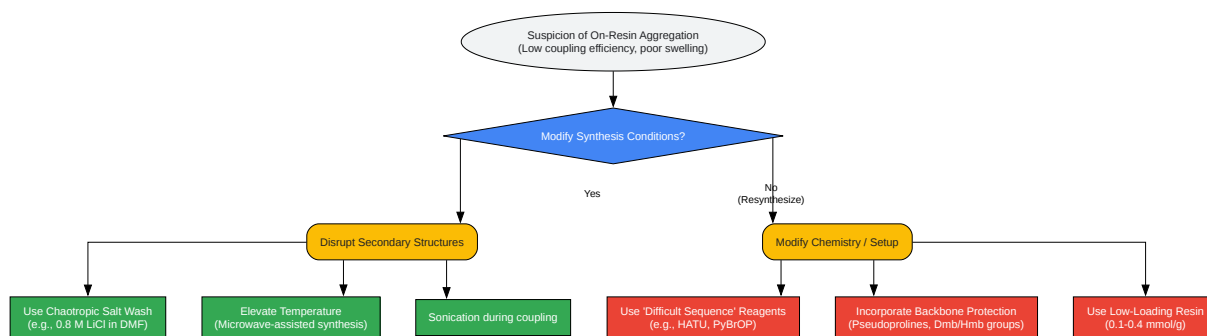 Suspicion of On-Resin Aggregation
(Low coupling efficiency, poor swelling)
Modify Synthesis Conditions?
Yes
No
(Resynthesize)
Disrupt Secondary Structures
Modify Chemistry / Setup
Use Chaotropic Salt Wash
(e.g., 0.8 M LiCl in DMF)
Elevate Temperature
(Microwave-assisted synthesis)
Sonication during coupling
Use 'Difficult Sequence' Reagents
(e.g., HATU, PyBrOP)
Incorporate Backbone Protection
(Pseudoprolines, Dmb/Hmb groups)
Use Low-Loading Resin
(0.1-0.4 mmol/g)